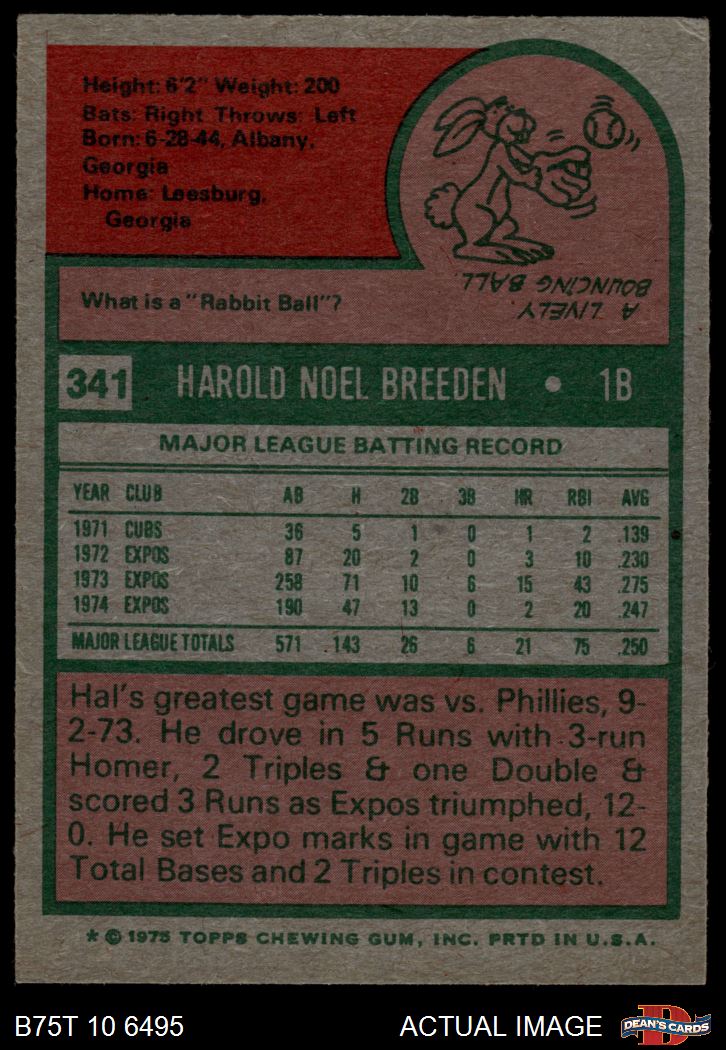 Height: 6'2" Weight: 200
Bats: Right Throws: Left
Born: 6-28-44, Albany,
Georgia
Home: Leesburg,
Georgia
A LIVELY
BOUNCING BALL
What is a "Rabbit Ball"?
341 HAROLD NOEL BREEDEN • 1B
MAJOR LEAGUE BATTING RECORD
YEAR CLUB AB H 2B 3B HR RBI AVG
1971 CUBS 36 5 1 0 1 2 .139
1972 EXPOS 87 20 2 0 3 10 .230
1973 EXPOS 258 71 10 6 15 43 .275
1974 EXPOS 190 47 13 0 2 20 .247
MAJOR LEAGUE TOTALS 571 143 26 6 21 75 .250
Hal's greatest game was vs. Phillies, 9-
2-73. He drove in 5 Runs with 3-run
Homer, 2 Triples & one Double &
scored 3 Runs as Expos triumphed, 12-
0. He set Expo marks in game with 12
Total Bases and 2 Triples in contest.
* © 1975 TOPPS CHEWING GUM, INC. PRTD IN U.S.A.
B75T 10 6495 ACTUAL IMAGE
D
DEAN'S CARDS